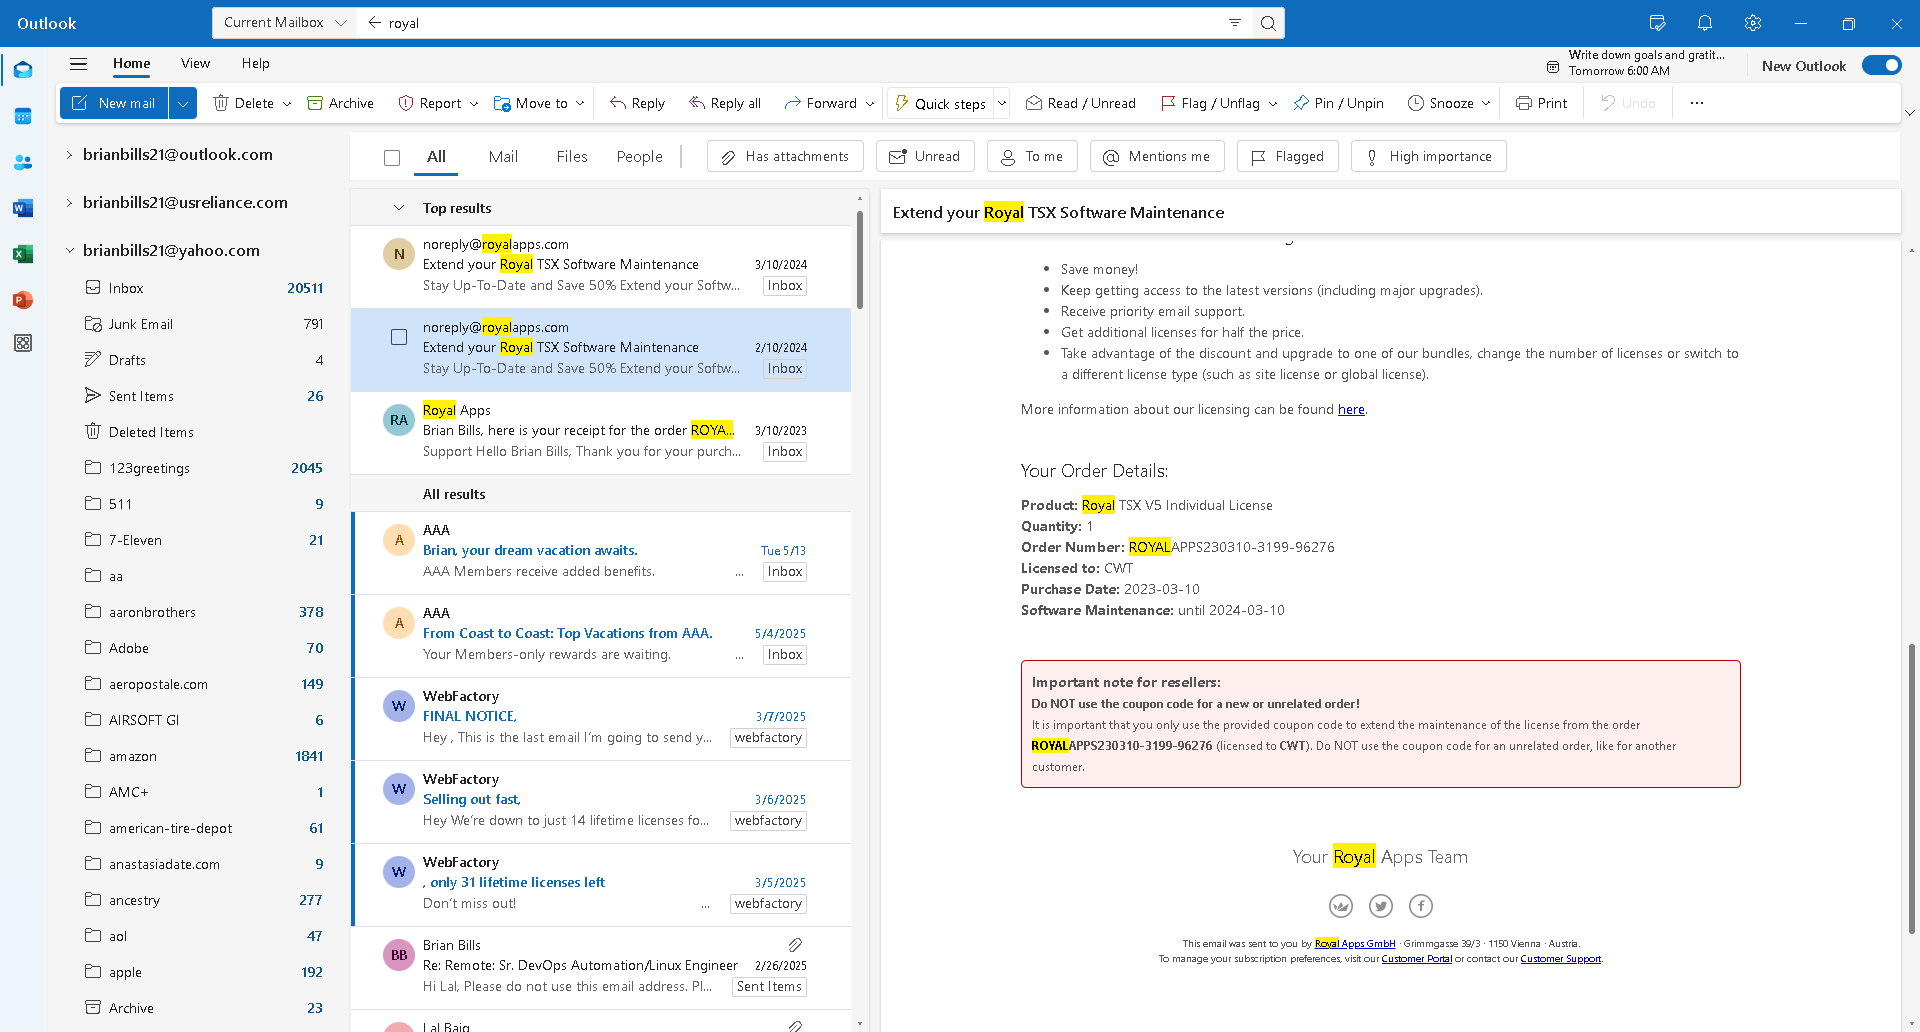 Outlook
Current Mailbox
royal
Home
View
Help
Write down goals and gratit...
Tomorrow 6:00 AM
New Outlook
New mail
Delete
Archive
Report
Move to
Reply
Reply all
Forward
Quick steps
Read / Unread
Flag / Unflag
Pin / Unpin
Snooze
Print
Undo
...
brianbills21@outlook.com
brianbills21@usreliance.com
brianbills21@yahoo.com
Inbox 20511
Junk Email 791
Drafts 4
Sent Items 26
Deleted Items
123greetings 2045
511 9
7-Eleven 21
aa
aaronbrothers 378
Adobe 70
aeropostale.com 149
AIRSOFT GI 6
amazon 1841
AMC+ 1
american-tire-depot 61
anastasiadate.com 9
ancestry 277
aol 47
apple 192
Archive 23
All
Mail
Files
People
Has attachments
Unread
To me
Mentions me
Flagged
High importance
Top results
N
noreply@royalapps.com
Extend your Royal TSX Software Maintenance 3/10/2024
Stay Up-To-Date and Save 50% Extend your Softw... Inbox
noreply@royalapps.com
Extend your Royal TSX Software Maintenance 2/10/2024
Stay Up-To-Date and Save 50% Extend your Softw... Inbox
RA
Royal Apps
Brian Bills, here is your receipt for the order ROYA... 3/10/2023
Support Hello Brian Bills, Thank you for your purch... Inbox
All results
A
AAA
Brian, your dream vacation awaits. Tue 5/13
AAA Members receive added benefits. ... Inbox
A
AAA
From Coast to Coast: Top Vacations from AAA. 5/4/2025
Your Members-only rewards are waiting. ... Inbox
W
WebFactory
FINAL NOTICE, 3/7/2025
Hey , This is the last email I'm going to send y... webfactory
W
WebFactory
Selling out fast, 3/6/2025
Hey We're down to just 14 lifetime licenses fo... webfactory
W
WebFactory
, only 31 lifetime licenses left 3/5/2025
Don't miss out! ... webfactory
BB
Brian Bills
Re: Remote: Sr. DevOps Automation/Linux Engineer 2/26/2025
Hi Lal, Please do not use this email address. Pl... Sent Items
Lal Baig
Extend your Royal TSX Software Maintenance
Save money!
Keep getting access to the latest versions (including major upgrades).
Receive priority email support.
Get additional licenses for half the price.
Take advantage of the discount and upgrade to one of our bundles, change the number of licenses or switch to
a different license type (such as site license or global license).
More information about our licensing can be found here.
Your Order Details:
Product: Royal TSX V5 Individual License
Quantity: 1
Order Number: ROYALAPPS230310-3199-96276
Licensed to: CWT
Purchase Date: 2023-03-10
Software Maintenance: until 2024-03-10
Important note for resellers:
Do NOT use the coupon code for a new or unrelated order!
It is important that you only use the provided coupon code to extend the maintenance of the license from the order
ROYALAPPS230310-3199-96276 (licensed to CWT). Do NOT use the coupon code for an unrelated order, like for another
customer.
Your Royal Apps Team
This email was sent to you by Royal Apps GmbH · Grimmgasse 39/3 · 1150 Vienna · Austria.
To manage your subscription preferences, visit our Customer Portal or contact our Customer Support.